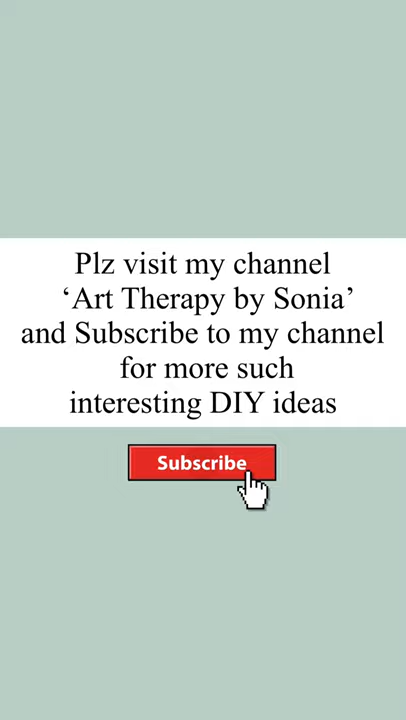 Plz visit my channel
‘Art Therapy by Sonia’
and Subscribe to my channel
for more such
interesting DIY ideas
Subscribe